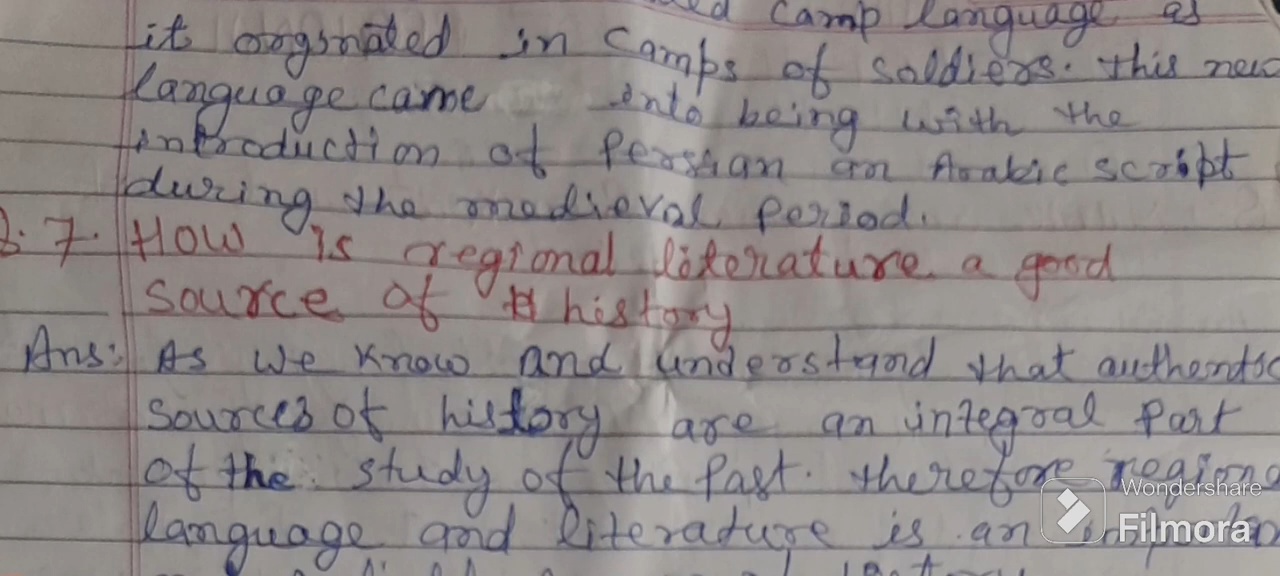 camp language as
it orginated in camps of soldiers. this new
language came into being with the
introduction of Persian an Arabic script
during the medieval period.
7. How is regional literature a good
source of history
Ans: As we know and understand that authentic
sources of history are an integral part
of the study of the past. therefore regiona
language and literature is an importan
Wondershare
Filmora